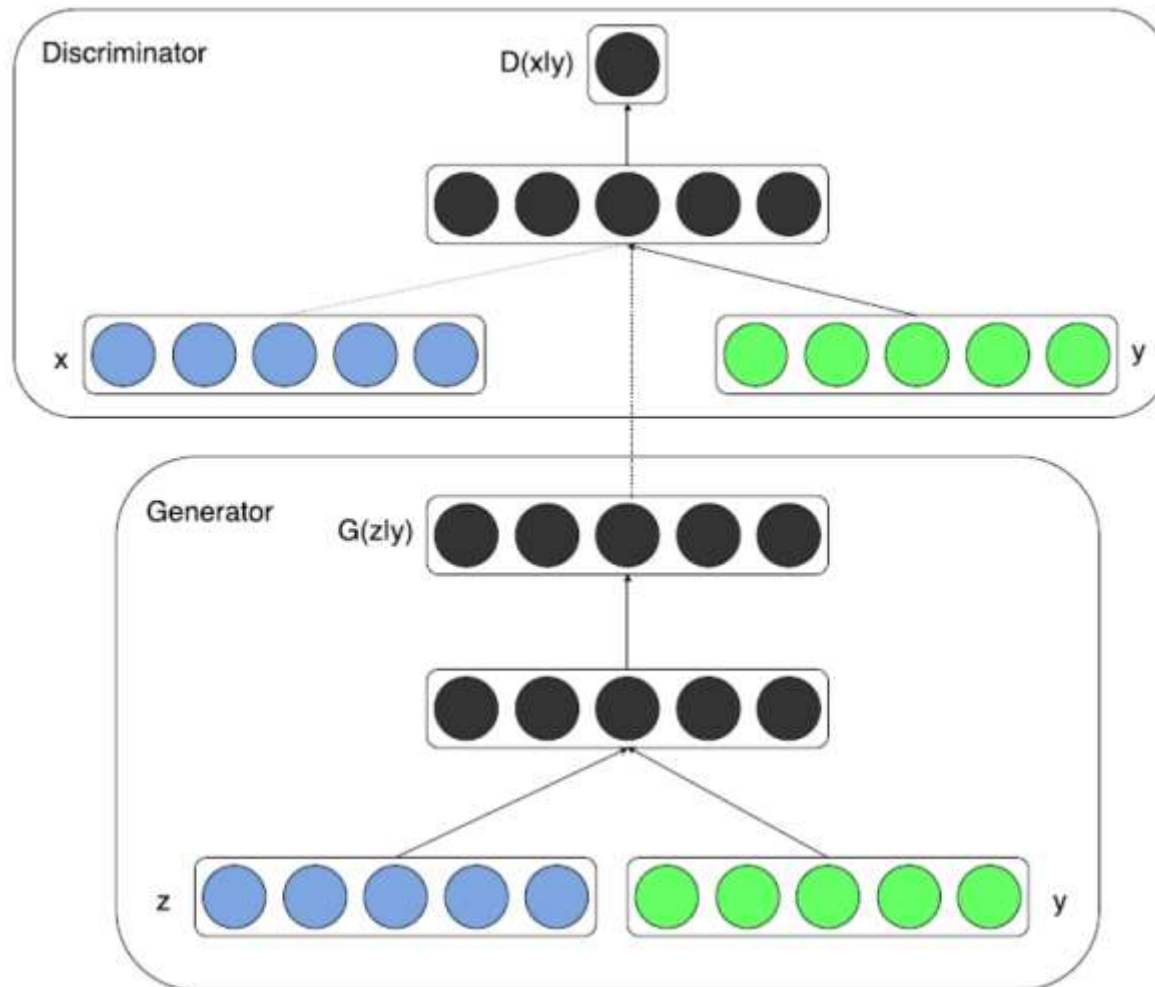 Discriminator
D(x|y)
x
y
Generator
G(z|y)
z
y